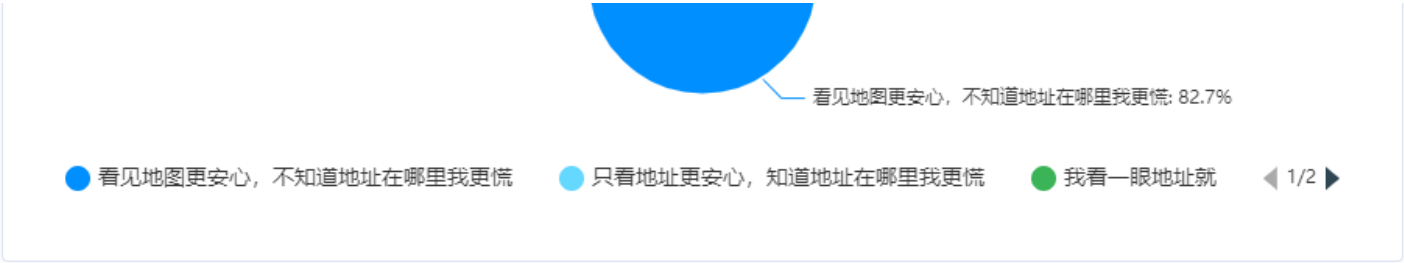 看见地图更安心，不知道地址在哪里我更慌: 82.7%
看见地图更安心，不知道地址在哪里我更慌
只看地址更安心，知道地址在哪里我更慌
我看一眼地址就
1/2